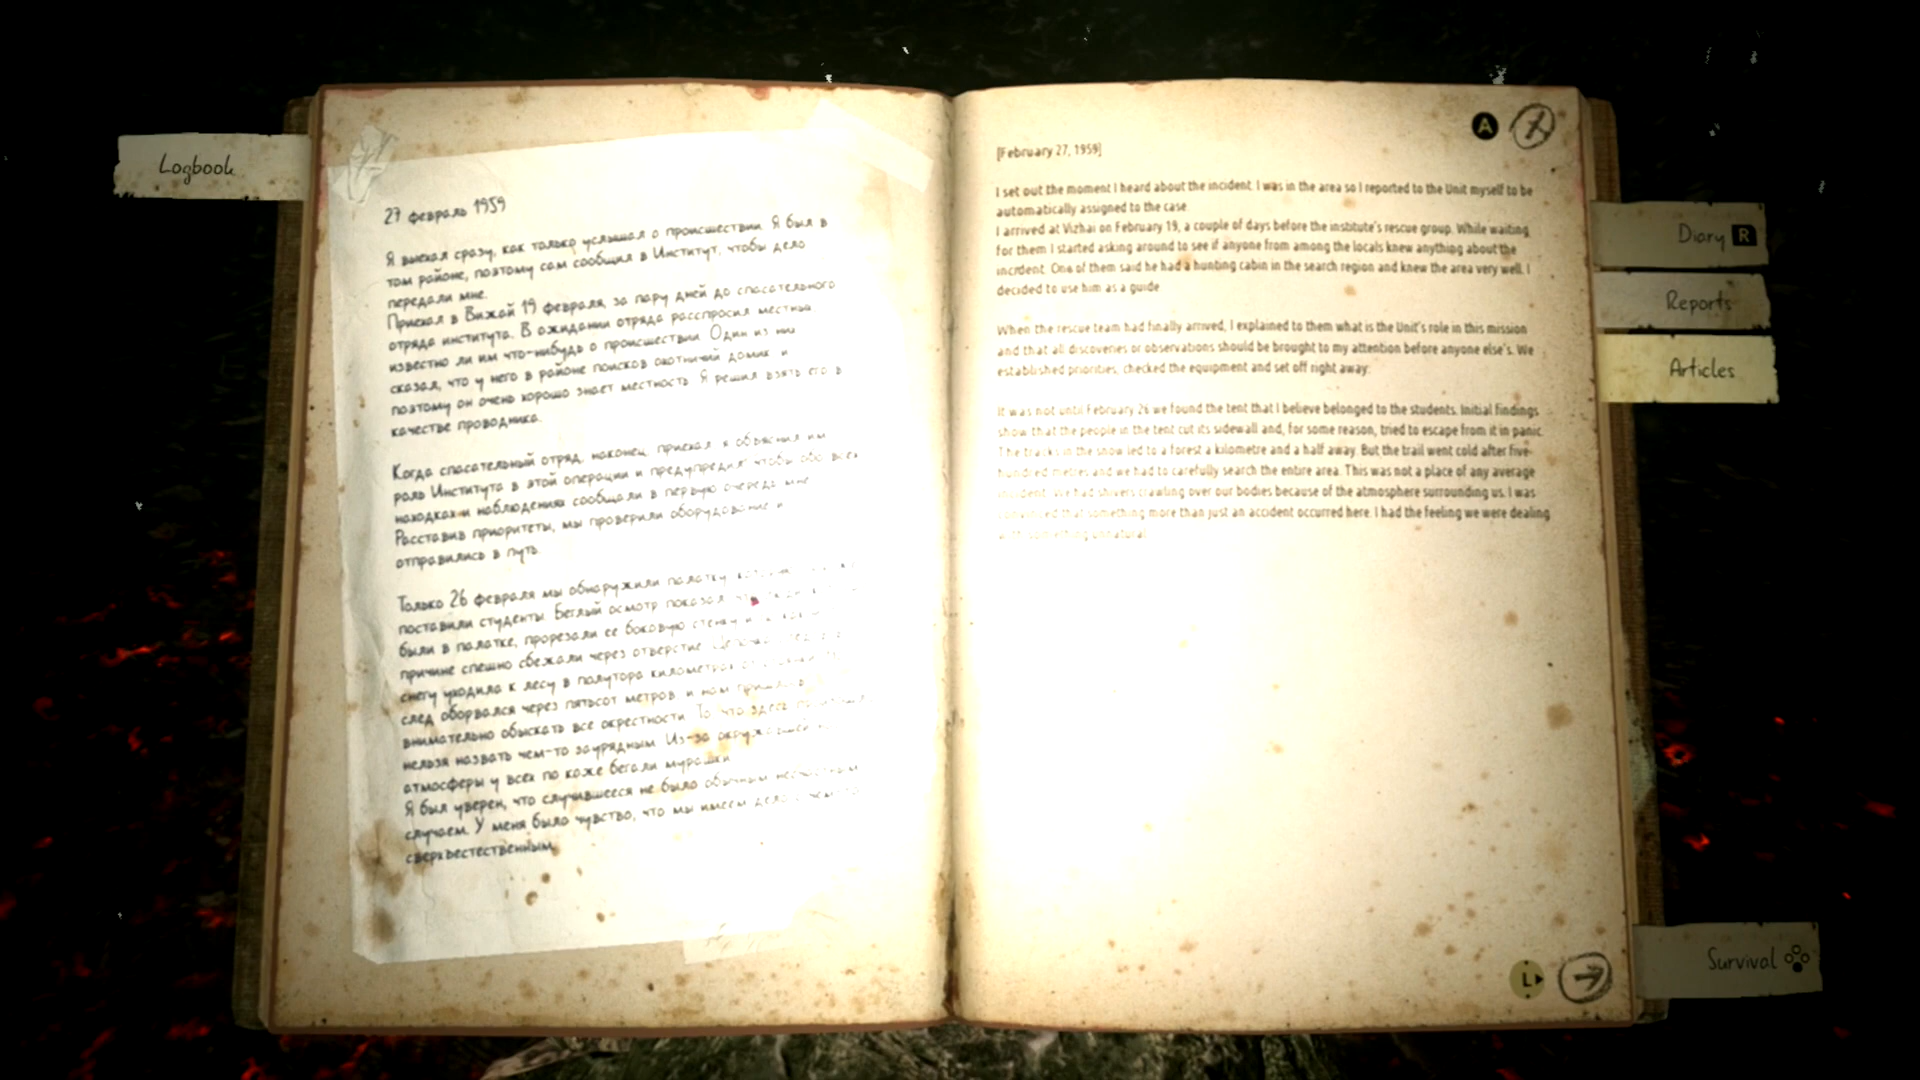 Logbook
27 февраль 1959
Я выехал сразу, как только услышал о происшествии. Я был в
том районе, поэтому сам сообщил в Институт, чтобы дело
передали мне.
Приехал в Вижай 19 февраля, за пару дней до спасательного
отряда института. В ожидании отряда расспросил местных
известно ли им что-нибудь о происшествии. Один из них
сказал, что у него в районе поисков охотничий домик и
поэтому он очень хорошо знает местность. Я решил взять его в
качестве проводника.
Когда спасательный отряд, наконец, приехал я объяснил им
роль Института в этой операции и предупредил чтобы обо всех
находках и наблюдениях сообщали в первую очередь мне.
Расставив приоритеты, мы проверили оборудование и
отправились в путь.
Только 26 февраля мы обнаружили палатку
поставили студенты. Беглый осмотр показал
были в палатке, прорезали ее боковую стенку и
причине спешно сбежали через отверстие.
снегу уходила к лесу в полутора километрах
след оборвался через пятьсот метров и нам
внимательно обыскать все окрестности. То что здесь
нельзя назвать чем-то заурядным. Из-за
атмосферы у всех по коже бегали мурашки.
Я был уверен, что случившееся не было обычным несчастным
случаем. У меня было чувство, что мы имеем дело с чем-то
сверхъестественным.
[February 27, 1959]
I set out the moment I heard about the incident. I was in the area so I reported to the Unit myself to be
automatically assigned to the case.
I arrived at Vizhai on February 19, a couple of days before the institute's rescue group. While waiting
for them I started asking around to see if anyone from among the locals knew anything about the
incident. One of them said he had a hunting cabin in the search region and knew the area very well. I
decided to use him as a guide.
When the rescue team had finally arrived, I explained to them what is the Unit's role in this mission
and that all discoveries or observations should be brought to my attention before anyone else's. We
established priorities, checked the equipment and set off right away.
It was not until February 26 we found the tent that I believe belonged to the students. Initial findings
show that the people in the tent cut its sidewall and, for some reason, tried to escape from it in panic.
The tracks in the snow led to a forest a kilometre and a half away. But the trail went cold after five-
hundred metres and we had to carefully search the entire area. This was not a place of any average
incident. We had shivers crawling over our bodies because of the atmosphere surrounding us. I was
convinced that something more than just an accident occurred here. I had the feeling we were dealing
with something unnatural.
A
Diary R
Reports
Articles
L
Survival